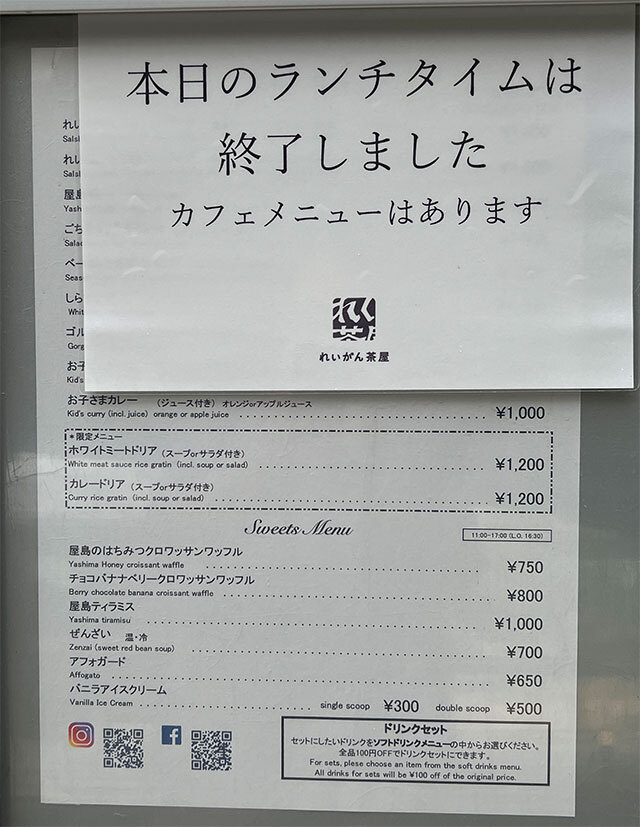 本日のランチタイムは
終了しました
カフェメニューはあります
れいがん茶屋
お子さまカレー （ジュース付き） オレンジorアップルジュース
Kid's curry (incl. juice) orange or apple juice ¥1,000
*限定メニュー
ホワイトミートドリア (スープorサラダ付き)
White meat sauce rice gratin (incl. soup or salad) ¥1,200
カレードリア (スープorサラダ付き)
Curry rice gratin (incl. soup or salad) ¥1,200
Sweets Menu 11:00-17:00 (L.O. 16:30)
屋島のはちみつクロワッサンワッフル
Yashima Honey croissant waffle ¥750
チョコバナナベリークロワッサンワッフル
Berry chocolate banana croissant waffle ¥800
屋島ティラミス
Yashima tiramisu ¥1,000
ぜんざい 温・冷
Zenzai (sweet red bean soup) ¥700
アフォガード
Affogato ¥650
バニラアイスクリーム
Vanilla Ice Cream single scoop ¥300 double scoop ¥500
ドリンクセット
セットにしたいドリンクをソフトドリンクメニューの中からお選びください。
全品100円OFFでドリンクセットにできます。
For sets, plese choose an item from the soft drinks menu.
All drinks for sets will be ¥100 off of the original price.